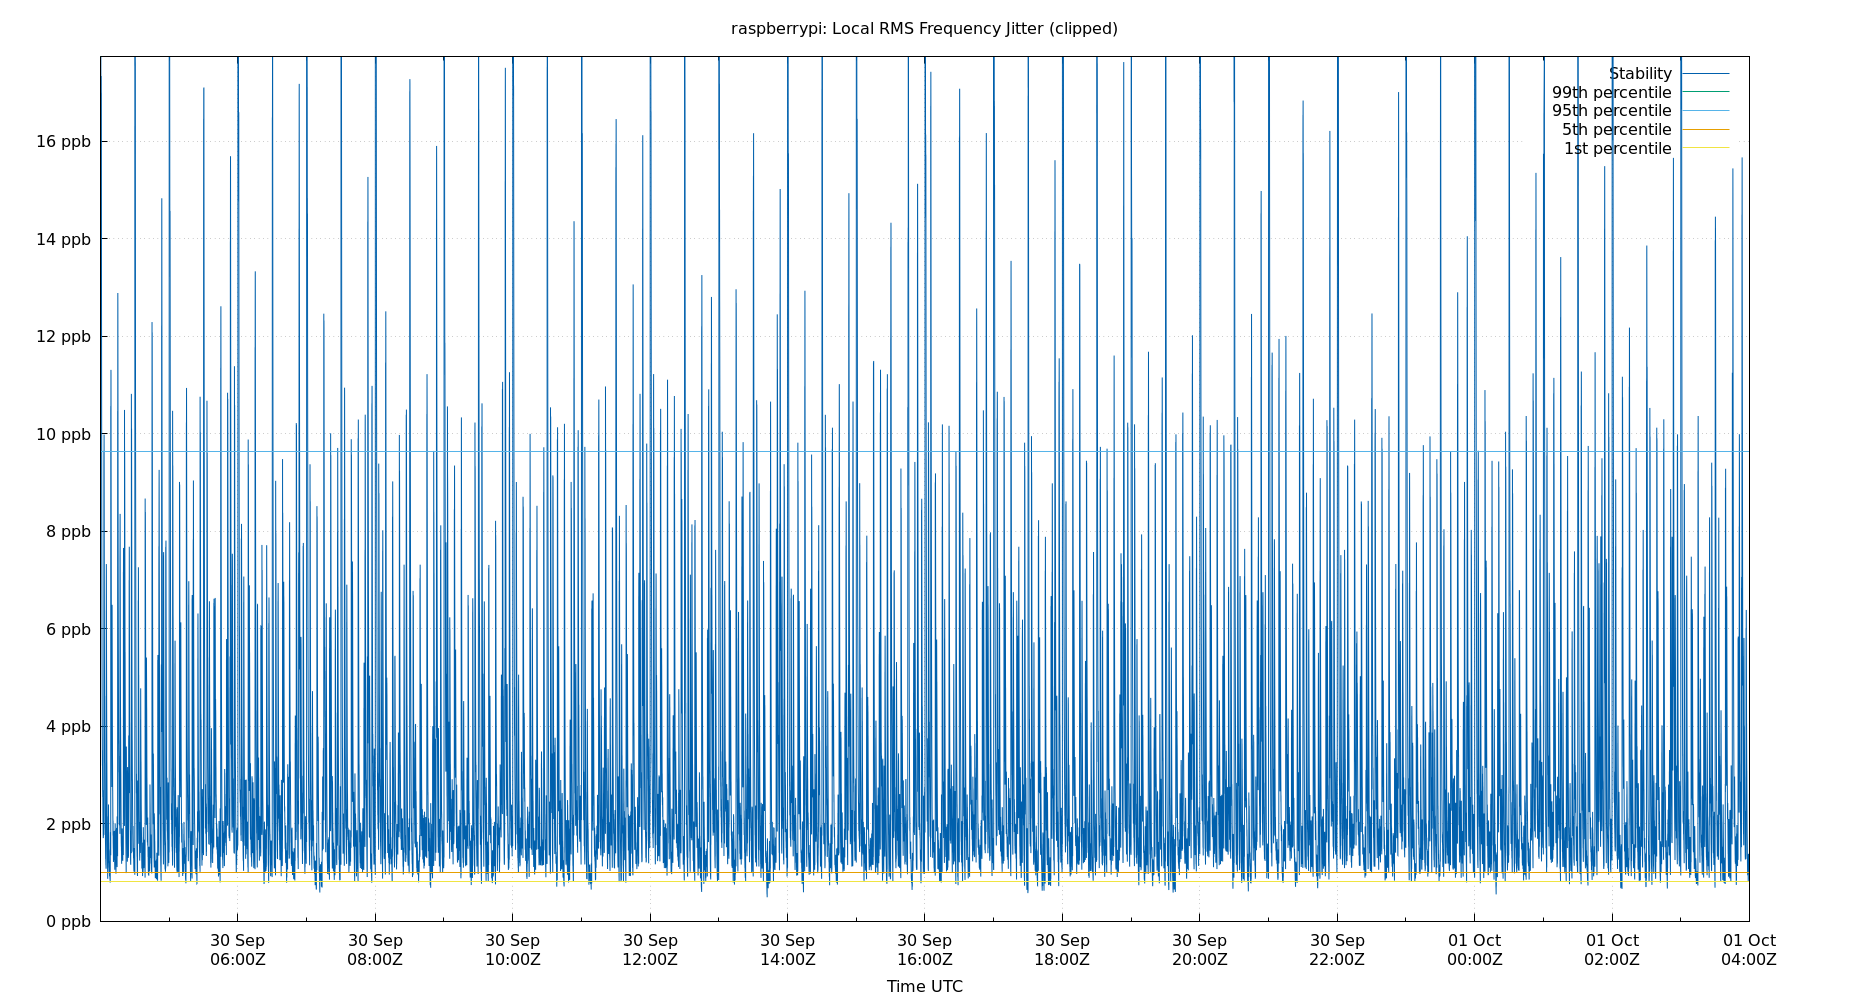 raspberrypi: Local RMS Frequency Jitter (clipped)
Stability
99th percentile
95th percentile
5th percentile
1st percentile
16 ppb
14 ppb
12 ppb
10 ppb
8 ppb
6 ppb
4 ppb
2 ppb
0 ppb
30 Sep 30 Sep 30 Sep 30 Sep 30 Sep 30 Sep 30 Sep 30 Sep 30 Sep 01 Oct 01 Oct 01 Oct
06:00Z 08:00Z 10:00Z 12:00Z 14:00Z 16:00Z 18:00Z 20:00Z 22:00Z 00:00Z 02:00Z 04:00Z
Time UTC